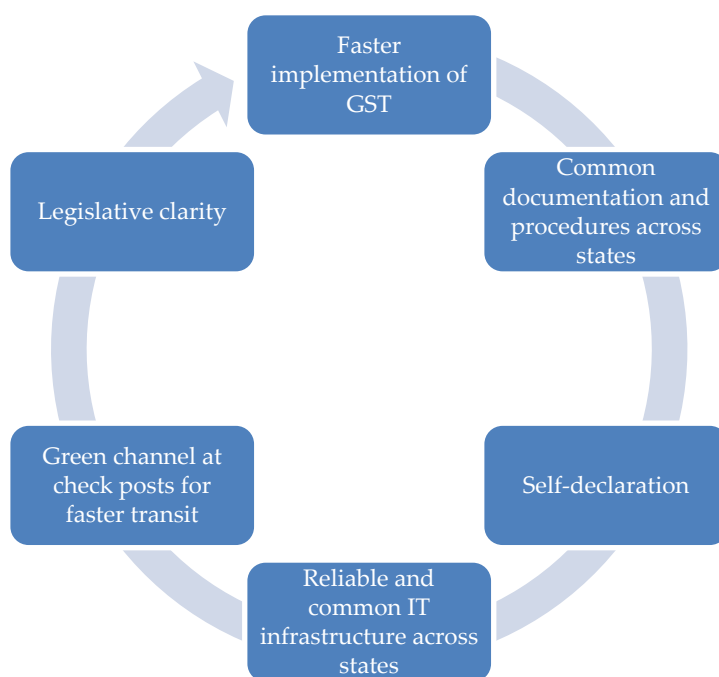 Faster
implementation of
GST
Common
documentation and
procedures across
states
Self-declaration
Reliable and
common IT
infrastructure across
states
Green channel at
check posts for
faster transit
Legislative clarity